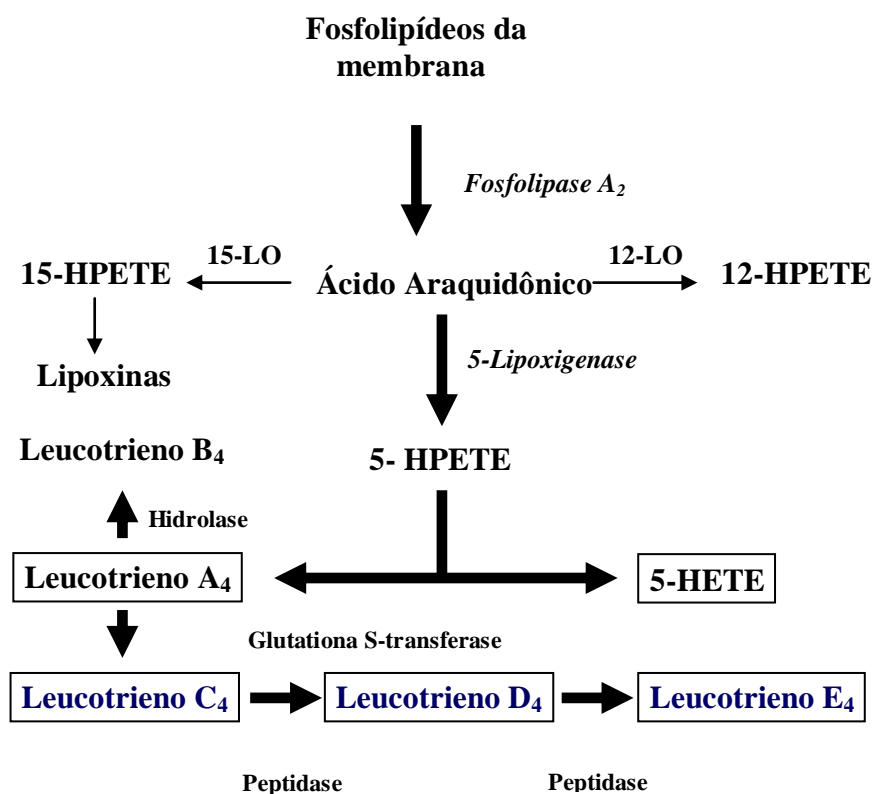 Fosfolipídeos da
membrana
Fosfolipase A₂
15-HPETE
15-LO
Ácido Araquidônico
12-LO
12-HPETE
Lipoxinas
5-Lipoxigenase
Leucotrieno B₄
5- HPETE
Hidrolase
Leucotrieno A₄
5-HETE
Glutationa S-transferase
Leucotrieno C₄
Leucotrieno D₄
Leucotrieno E₄
Peptidase
Peptidase